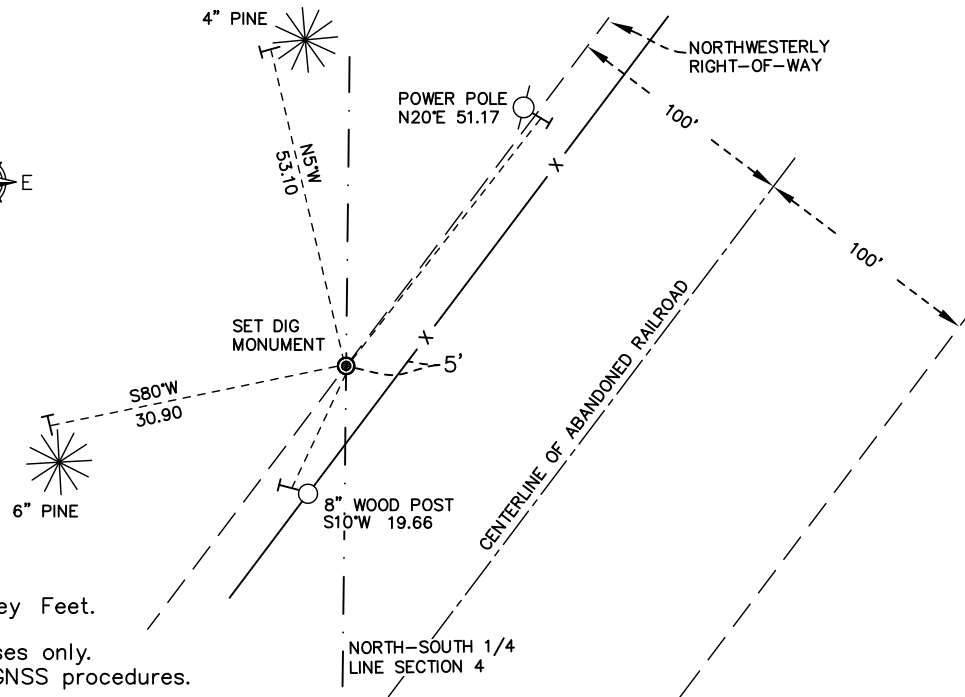 4" PINE
NORTHWESTERLY
RIGHT-OF-WAY
POWER POLE
N20°E 51.17
100'
N5°W
53.10
E
100'
SET DIG
MONUMENT
5'
S80°W
30.90
CENTERLINE OF ABANDONED RAILROAD
8" WOOD POST
S10°W 19.66
6" PINE
Feet.
only.
GNSS procedures.
NORTH-SOUTH 1/4
LINE SECTION 4
X
X